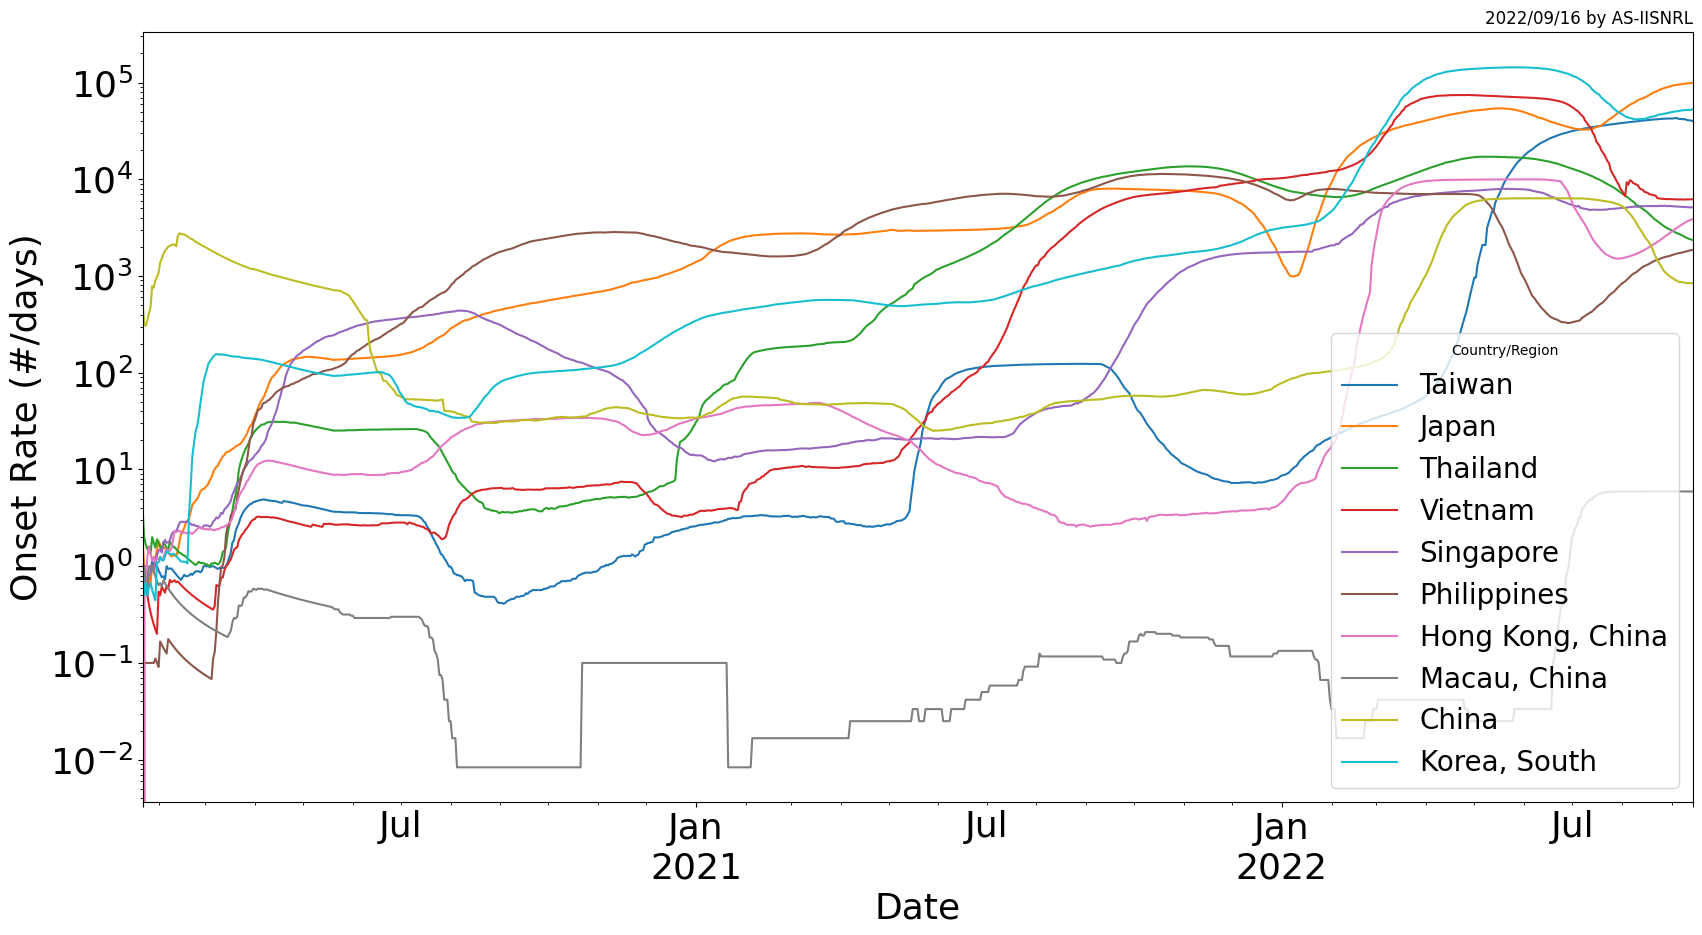 2022/09/16 by AS-IISNRL
Onset Rate (#/days)
10^5
10^4
10^3
10^2
10^1
10^0
10^−1
10^−2
Country/Region
Taiwan
Japan
Thailand
Vietnam
Singapore
Philippines
Hong Kong, China
Macau, China
China
Korea, South
Jul
Jan
2021
Jul
Jan
2022
Jul
Date